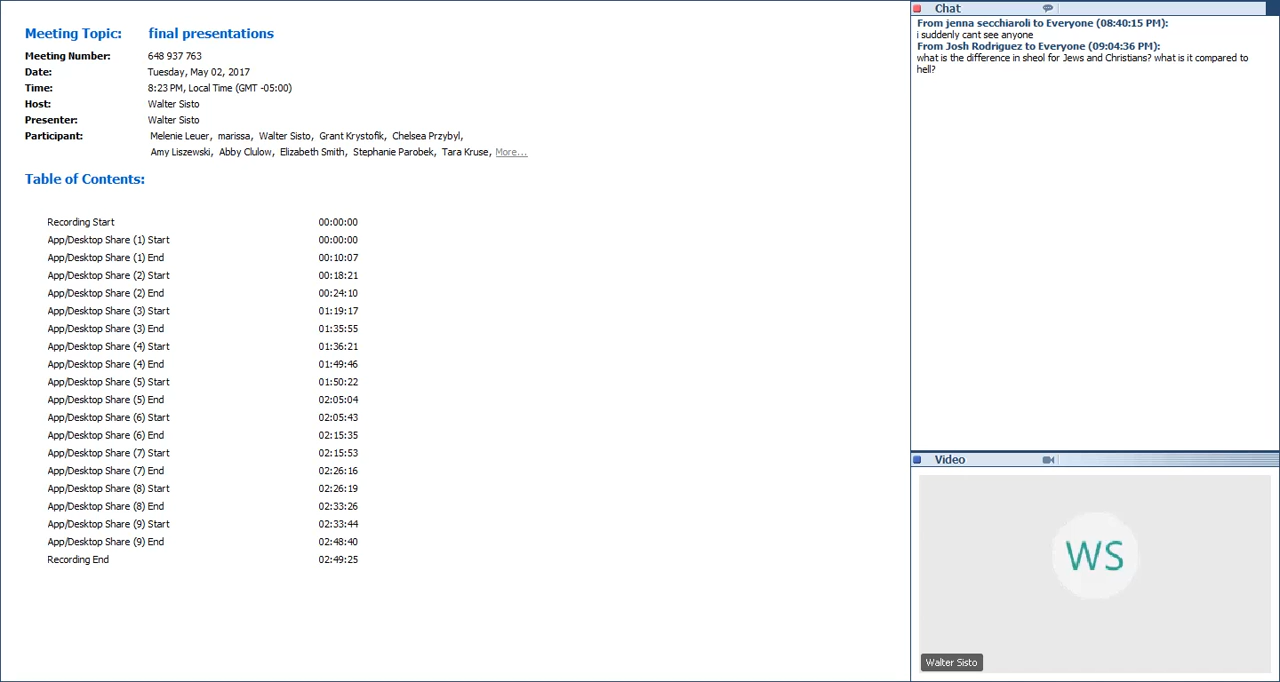 Meeting Topic: final presentations
Meeting Number: 648 937 763
Date: Tuesday, May 02, 2017
Time: 8:23 PM, Local Time (GMT -05:00)
Host: Walter Sisto
Presenter: Walter Sisto
Participant: Melenie Leuer, marissa, Walter Sisto, Grant Krystofik, Chelsea Przybyl,
Amy Liszewski, Abby Clulow, Elizabeth Smith, Stephanie Parobek, Tara Kruse, More...
Table of Contents:
Recording Start 00:00:00
App/Desktop Share (1) Start 00:00:00
App/Desktop Share (1) End 00:10:07
App/Desktop Share (2) Start 00:18:21
App/Desktop Share (2) End 00:24:10
App/Desktop Share (3) Start 01:19:17
App/Desktop Share (3) End 01:35:55
App/Desktop Share (4) Start 01:36:21
App/Desktop Share (4) End 01:49:46
App/Desktop Share (5) Start 01:50:22
App/Desktop Share (5) End 02:05:04
App/Desktop Share (6) Start 02:05:43
App/Desktop Share (6) End 02:15:35
App/Desktop Share (7) Start 02:15:53
App/Desktop Share (7) End 02:26:16
App/Desktop Share (8) Start 02:26:19
App/Desktop Share (8) End 02:33:26
App/Desktop Share (9) Start 02:33:44
App/Desktop Share (9) End 02:48:40
Recording End 02:49:25
Chat
From jenna secchiaroli to Everyone (08:40:15 PM):
i suddenly cant see anyone
From Josh Rodriguez to Everyone (09:04:36 PM):
what is the difference in sheol for Jews and Christians? what is it compared to
hell?
Video
WS
Walter Sisto